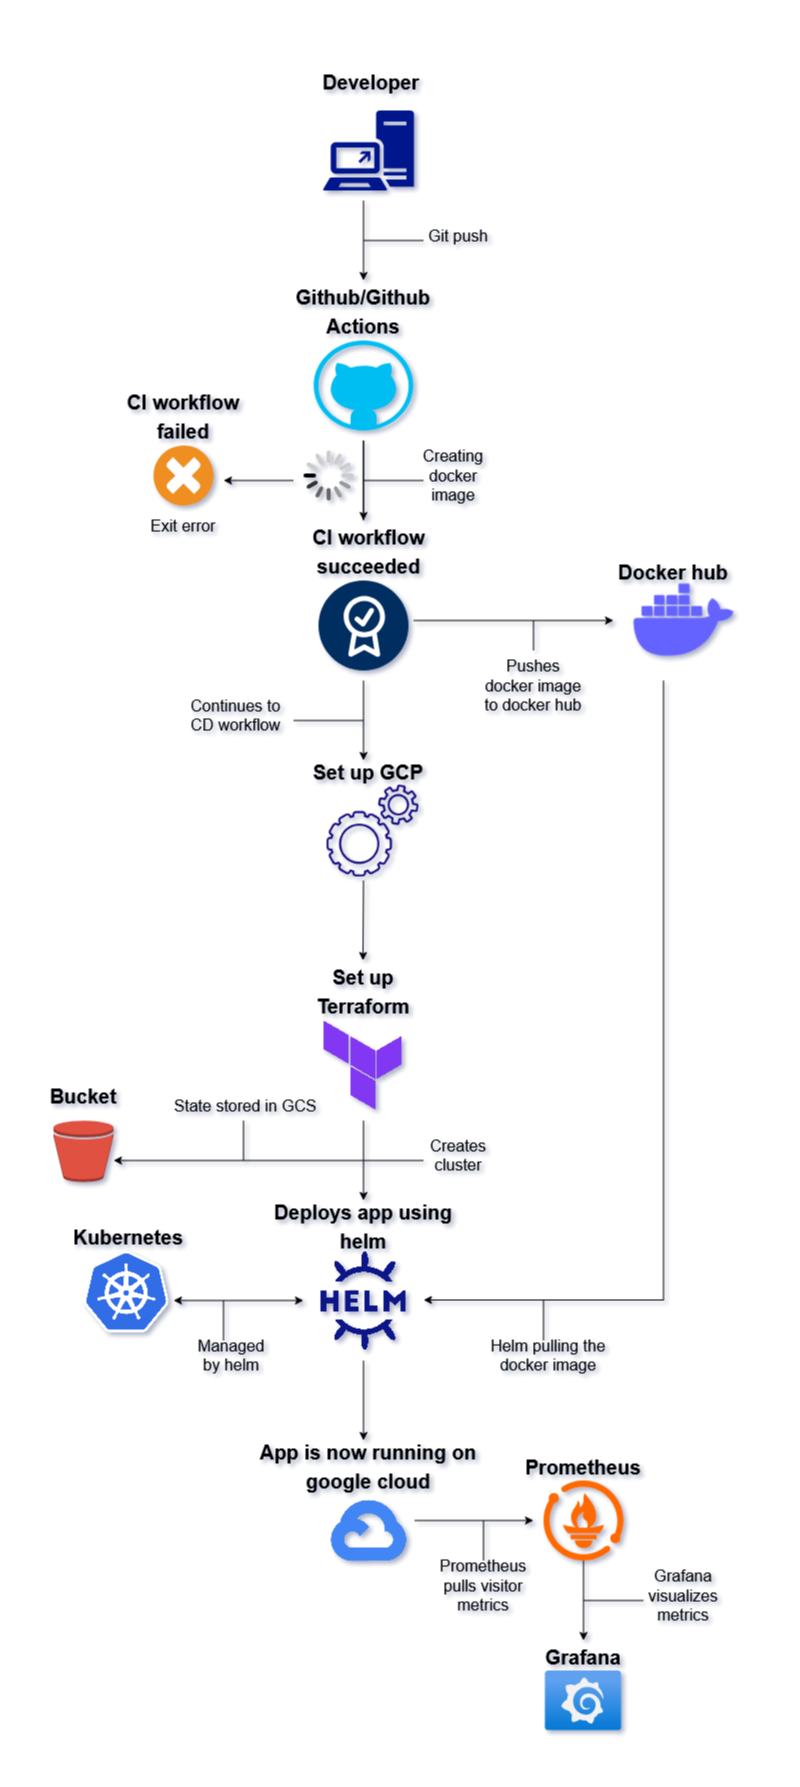 Developer
Git push
Github/Github
Actions
CI workflow
failed
Exit error
Creating
docker
image
CI workflow
succeeded
Docker hub
Pushes
docker image
to docker hub
Continues to
CD workflow
Set up GCP
Set up
Terraform
Bucket
State stored in GCS
Creates
cluster
Deploys app using
helm
Kubernetes
HELM
Managed
by helm
Helm pulling the
docker image
App is now running on
google cloud
Prometheus
Prometheus
pulls visitor
metrics
Grafana
visualizes
metrics
Grafana